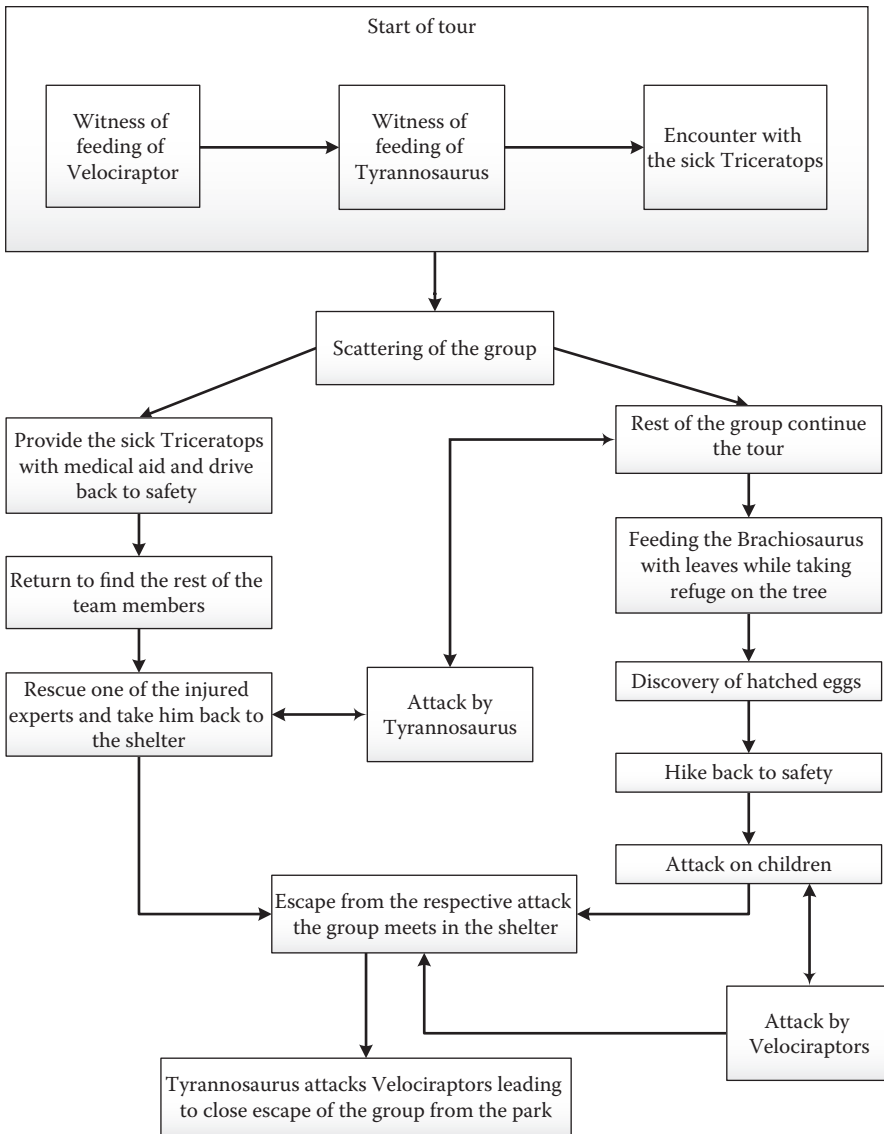 Start of tour
Witness of
feeding of
Velociraptor
Witness of
feeding of
Tyrannosaurus
Encounter with
the sick Triceratops
Scattering of the group
Provide the sick Triceratops
with medical aid and drive
back to safety
Return to find the rest of the
team members
Rescue one of the injured
experts and take him back to
the shelter
Attack by
Tyrannosaurus
Rest of the group continue
the tour
Feeding the Brachiosaurus
with leaves while taking
refuge on the tree
Discovery of hatched eggs
Hike back to safety
Attack on children
Escape from the respective attack
the group meets in the shelter
Attack by
Velociraptors
Tyrannosaurus attacks Velociraptors leading
to close escape of the group from the park